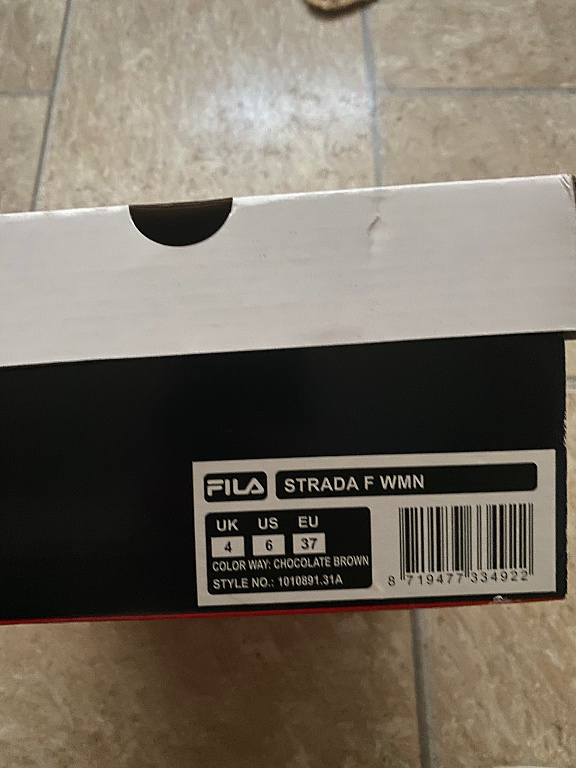 FILA STRADA F WMN
UK US EU
4 6 37
COLOR WAY: CHOCOLATE BROWN
STYLE NO.: 1010891.31A
8 719477 334922